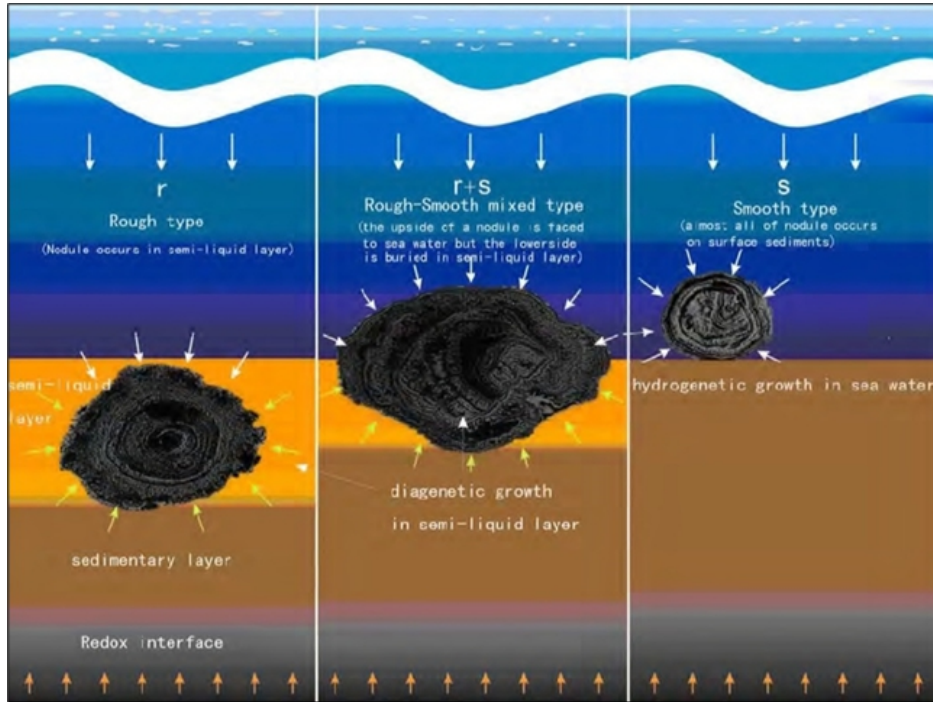 r
Rough type
(Nodule occurs in semi-liquid layer)
semi-liquid
layer
sedimentary layer
Redox interface
r+s
Rough-Smooth mixed type
(the upside of a nodule is faced
to sea water but the lowerside
is buried in semi-liquid layer)
diagenetic growth
in semi-liquid layer
s
Smooth type
(almost all of nodule occurs
on surface sediments)
hydrogenetic growth in sea water